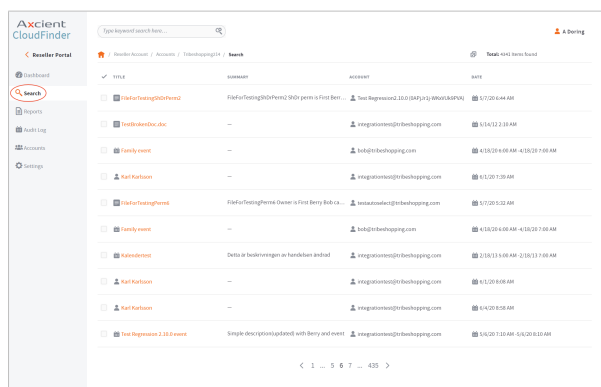 Axcient
CloudFinder
Type keyword search here...
A Doring
Reseller Portal
/ Reseller Account / Accounts / Tribeshopping134 / Search
Total: 4341 items found
Dashboard
Search
Reports
Audit Log
Accounts
Settings
TITLE SUMMARY ACCOUNT DATE
FileForTestingShDrPerm2 FileForTestingShDrPerm2 ShDr perm is First Berr... Test Regression2.10.0 5/7/20 6:44 AM
TestBrokenDoc.doc — integrationtest@tribeshopping.com 5/14/12 2:10 AM
Family event — bob@tribeshopping.com 4/18/20 6:00 AM -4/18/20 7:00 AM
Karl Karlsson — integrationtest@tribeshopping.com 6/1/20 7:39 AM
FileForTestingPerm6 FileForTestingPerm6 Owner is First Berry Bob ca... testautoselect@tribeshopping.com 5/7/20 5:32 AM
Family event — bob@tribeshopping.com 4/18/20 6:00 AM -4/18/20 7:00 AM
Kalendertest Detta är beskrivningen av händelsen ändrad integrationtest@tribeshopping.com 2/18/13 6:00 AM -2/18/13 7:00 AM
Karl Karlsson — integrationtest@tribeshopping.com 6/1/20 8:08 AM
Karl Karlsson — integrationtest@tribeshopping.com 6/4/20 8:58 AM
Test Regression 2.10.0 event Simple description(updated) with Berry and event integrationtest@tribeshopping.com 5/6/20 7:10 AM -5/6/20 8:10 AM
< 1 ... 5 6 7 ... 435 >